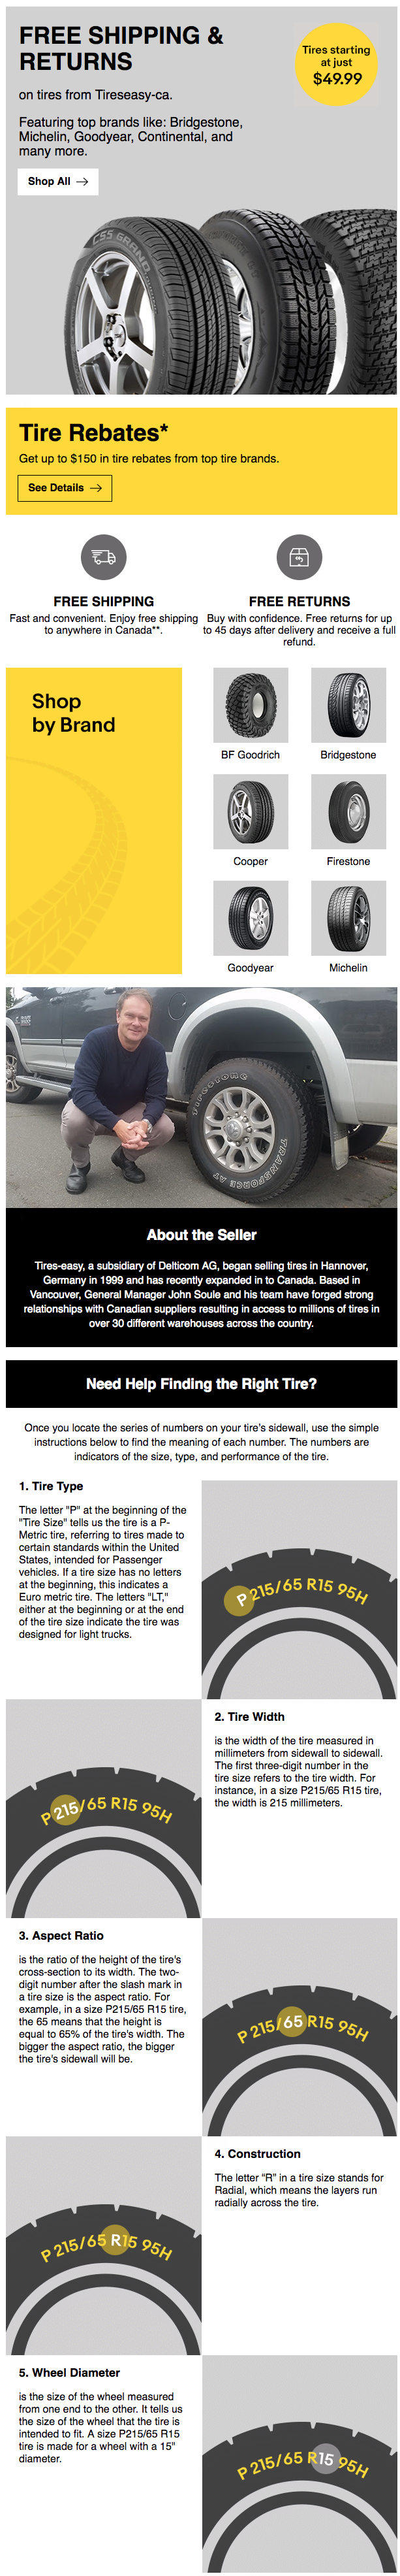 FREE SHIPPING &
RETURNS
on tires from Tireseasy-ca.
Featuring top brands like: Bridgestone,
Michelin, Goodyear, Continental, and
many more.
Shop All →
Tires starting
at just
$49.99
CS5 GRAND
Tire Rebates*
Get up to $150 in tire rebates from top tire brands.
See Details →
FREE SHIPPING
Fast and convenient. Enjoy free shipping
to anywhere in Canada**.
FREE RETURNS
Buy with confidence. Free returns for up
to 45 days after delivery and receive a full
refund.
Shop
by Brand
BF Goodrich
Bridgestone
Cooper
Firestone
Goodyear
Michelin
Firestone
TRANSFORCE AT
About the Seller
Tires-easy, a subsidiary of Delticom AG, began selling tires in Hannover,
Germany in 1999 and has recently expanded in to Canada. Based in
Vancouver, General Manager John Soule and his team have forged strong
relationships with Canadian suppliers resulting in access to millions of tires in
over 30 different warehouses across the country.
Need Help Finding the Right Tire?
Once you locate the series of numbers on your tire's sidewall, use the simple
instructions below to find the meaning of each number. The numbers are
indicators of the size, type, and performance of the tire.
1. Tire Type
The letter "P" at the beginning of the
"Tire Size" tells us the tire is a P-
Metric tire, referring to tires made to
certain standards within the United
States, intended for Passenger
vehicles. If a tire size has no letters
at the beginning, this indicates a
Euro metric tire. The letters "LT,"
either at the beginning or at the end
of the tire size indicate the tire was
designed for light trucks.
P 215/65 R15 95H
2. Tire Width
is the width of the tire measured in
millimeters from sidewall to sidewall.
The first three-digit number in the
tire size refers to the tire width. For
instance, in a size P215/65 R15 tire,
the width is 215 millimeters.
P 215/65 R15 95H
3. Aspect Ratio
is the ratio of the height of the tire's
cross-section to its width. The two-
digit number after the slash mark in
a tire size is the aspect ratio. For
example, in a size P215/65 R15 tire,
the 65 means that the height is
equal to 65% of the tire's width. The
bigger the aspect ratio, the bigger
the tire's sidewall will be.
P 215/65 R15 95H
4. Construction
The letter "R" in a tire size stands for
Radial, which means the layers run
radially across the tire.
P 215/65 R15 95H
5. Wheel Diameter
is the size of the wheel measured
from one end to the other. It tells us
the size of the wheel that the tire is
intended to fit. A size P215/65 R15
tire is made for a wheel with a 15"
diameter.
P 215/65 R15 95H